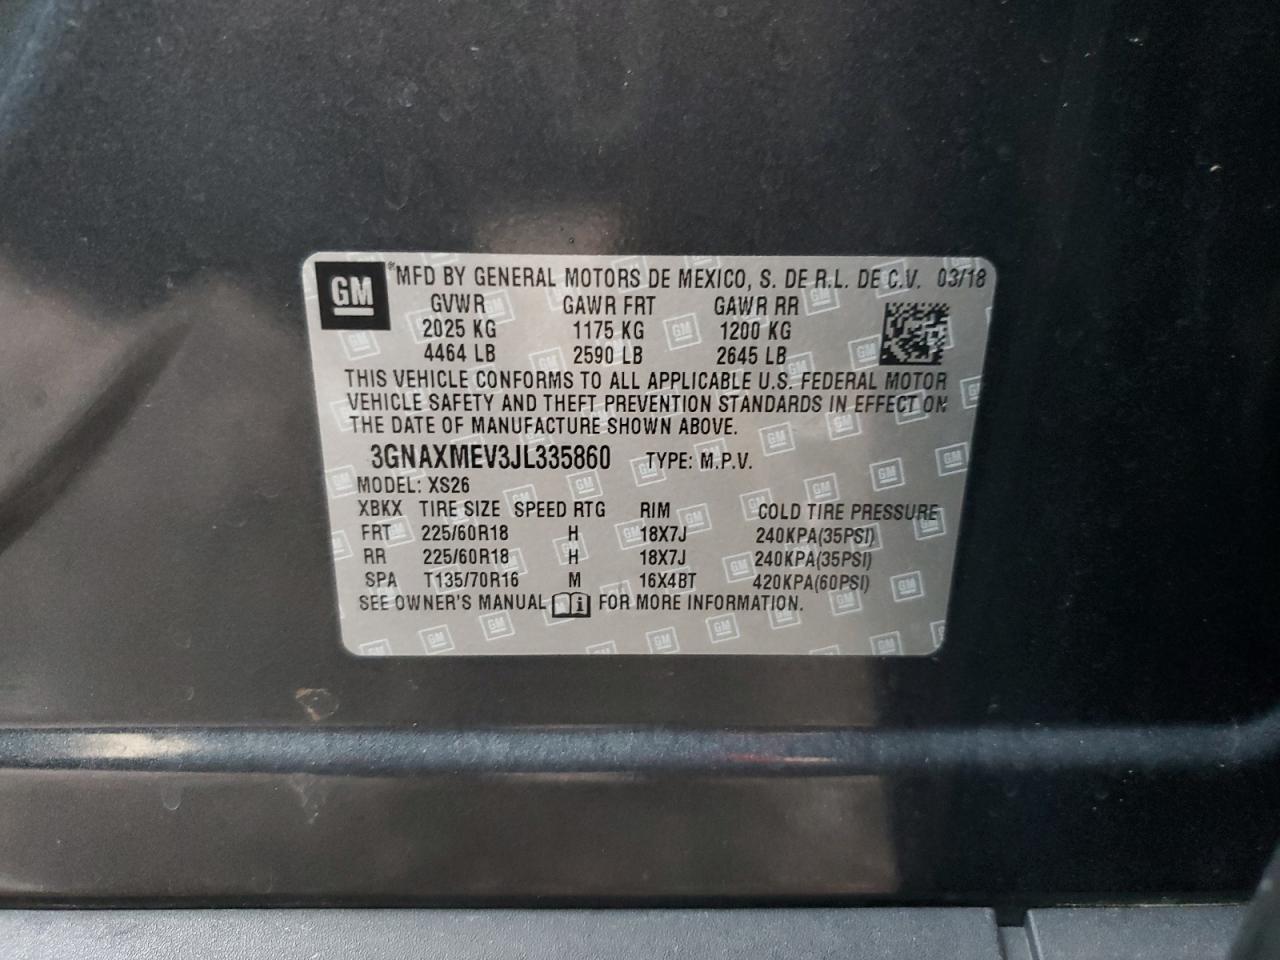 GM
MFD BY GENERAL MOTORS DE MEXICO, S. DE R.L. DE C.V. 03/18
GVWR GAWR FRT GAWR RR
2025 KG 1175 KG 1200 KG
4464 LB 2590 LB 2645 LB
THIS VEHICLE CONFORMS TO ALL APPLICABLE U.S. FEDERAL MOTOR
VEHICLE SAFETY AND THEFT PREVENTION STANDARDS IN EFFECT ON
THE DATE OF MANUFACTURE SHOWN ABOVE.
3GNAXMEV3JL335860 TYPE: M.P.V.
MODEL: XS26
XBKX TIRE SIZE SPEED RTG RIM COLD TIRE PRESSURE
FRT 225/60R18 H 18X7J 240KPA(35PSI)
RR 225/60R18 H 18X7J 240KPA(35PSI)
SPA T135/70R16 M 16X4BT 420KPA(60PSI)
SEE OWNER'S MANUAL FOR MORE INFORMATION.